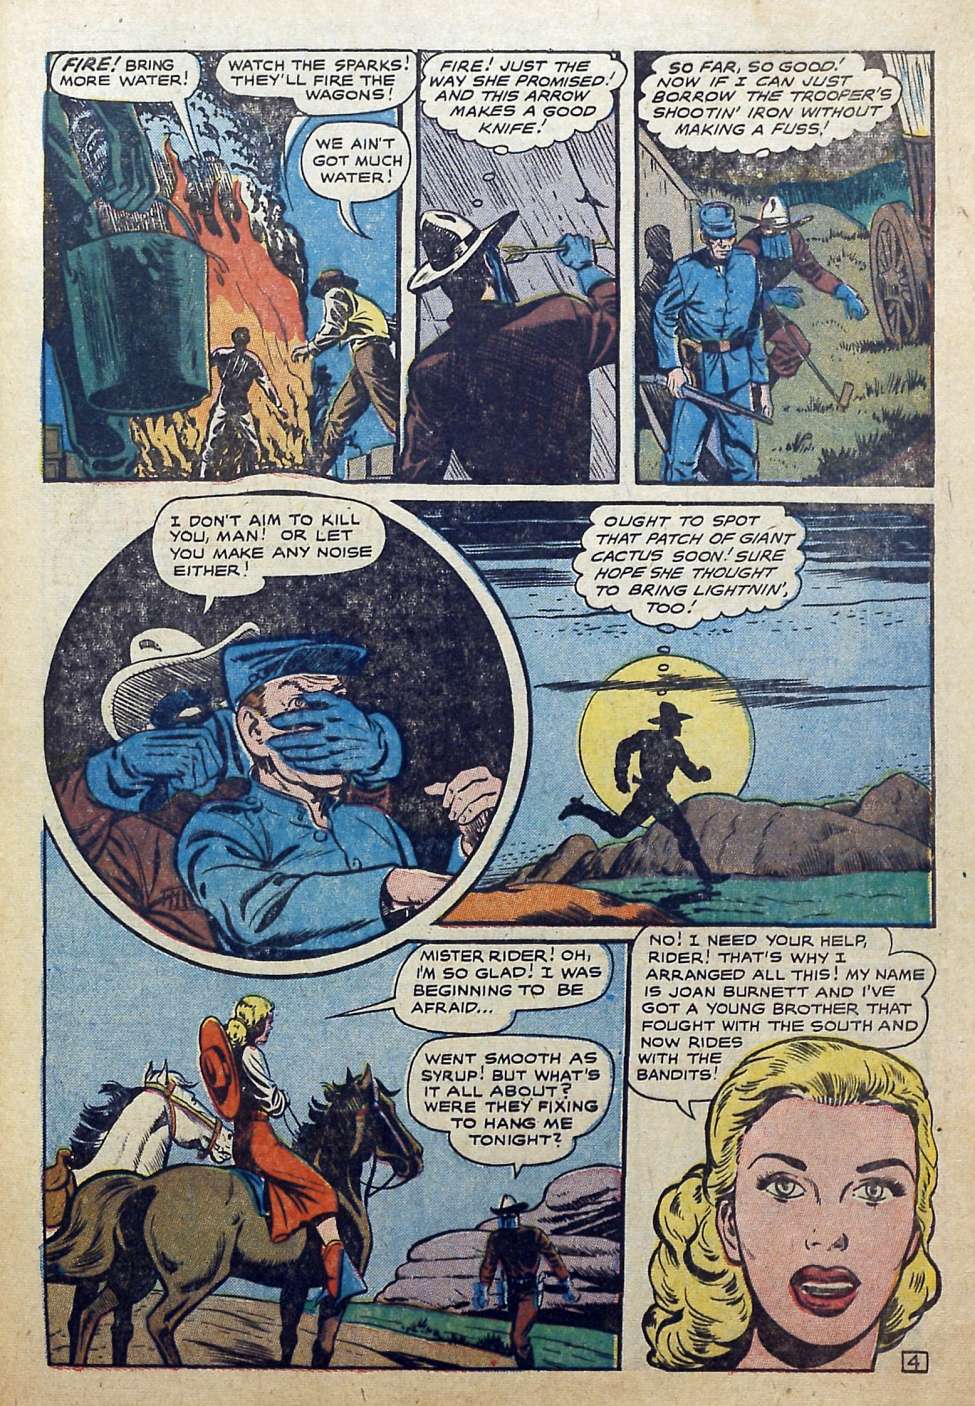 FIRE! BRING
MORE WATER!
WATCH THE SPARKS!
THEY'LL FIRE THE
WAGONS!
WE AIN'T
GOT MUCH
WATER!
FIRE! JUST THE
WAY SHE PROMISED!
AND THIS ARROW
MAKES A GOOD
KNIFE!
SO FAR, SO GOOD!
NOW IF I CAN JUST
BORROW THE TROOPER'S
SHOOTIN' IRON WITHOUT
MAKING A FUSS!
I DON'T AIM TO KILL
YOU, MAN! OR LET
YOU MAKE ANY NOISE
EITHER!
OUGHT TO SPOT
THAT PATCH OF GIANT
CACTUS SOON! SURE
HOPE SHE THOUGHT
TO BRING LIGHTNIN',
TOO!
MISTER RIDER! OH,
I'M SO GLAD! I WAS
BEGINNING TO BE
AFRAID...
WENT SMOOTH AS
SYRUP! BUT WHAT'S
IT ALL ABOUT?
WERE THEY FIXING
TO HANG ME
TONIGHT?
NO! I NEED YOUR HELP,
RIDER! THAT'S WHY I
ARRANGED ALL THIS! MY NAME
IS JOAN BURNETT AND I'VE
GOT A YOUNG BROTHER THAT
FOUGHT WITH THE SOUTH AND
NOW RIDES
WITH THE
BANDITS!
4